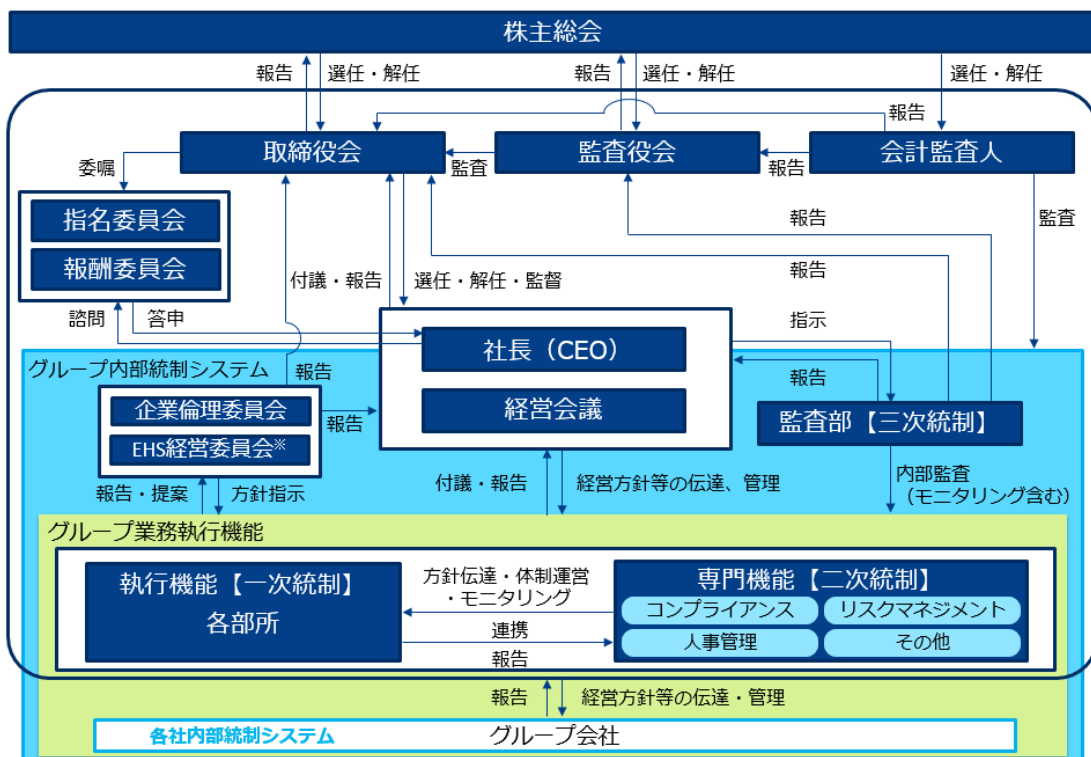 株主総会
報告
選任・解任
報告
選任・解任
選任・解任
報告
取締役会
監査
監査役会
報告
会計監査人
委嘱
指名委員会
報酬委員会
報告
監査
付議・報告
選任・解任・監督
報告
諮問
答申
指示
社長（CEO）
経営会議
グループ内部統制システム
報告
報告
企業倫理委員会
EHS経営委員会※
報告
監査部【三次統制】
報告・提案
方針指示
付議・報告
経営方針等の伝達、管理
内部監査
（モニタリング含む）
グループ業務執行機能
執行機能【一次統制】
各部所
方針伝達・体制運営
・モニタリング
連携
報告
専門機能【二次統制】
コンプライアンス
リスクマネジメント
人事管理
その他
報告
経営方針等の伝達・管理
各社内部統制システム
グループ会社